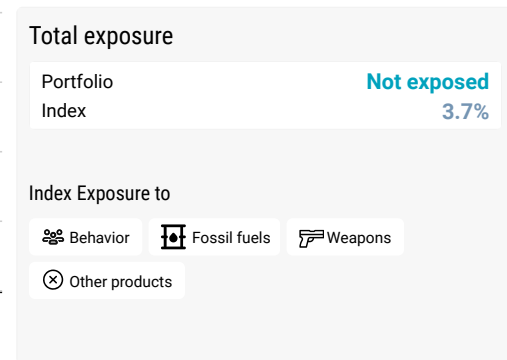 Total exposure
Portfolio Not exposed
Index 3.7%
Index Exposure to
Behavior Fossil fuels Weapons
Other products